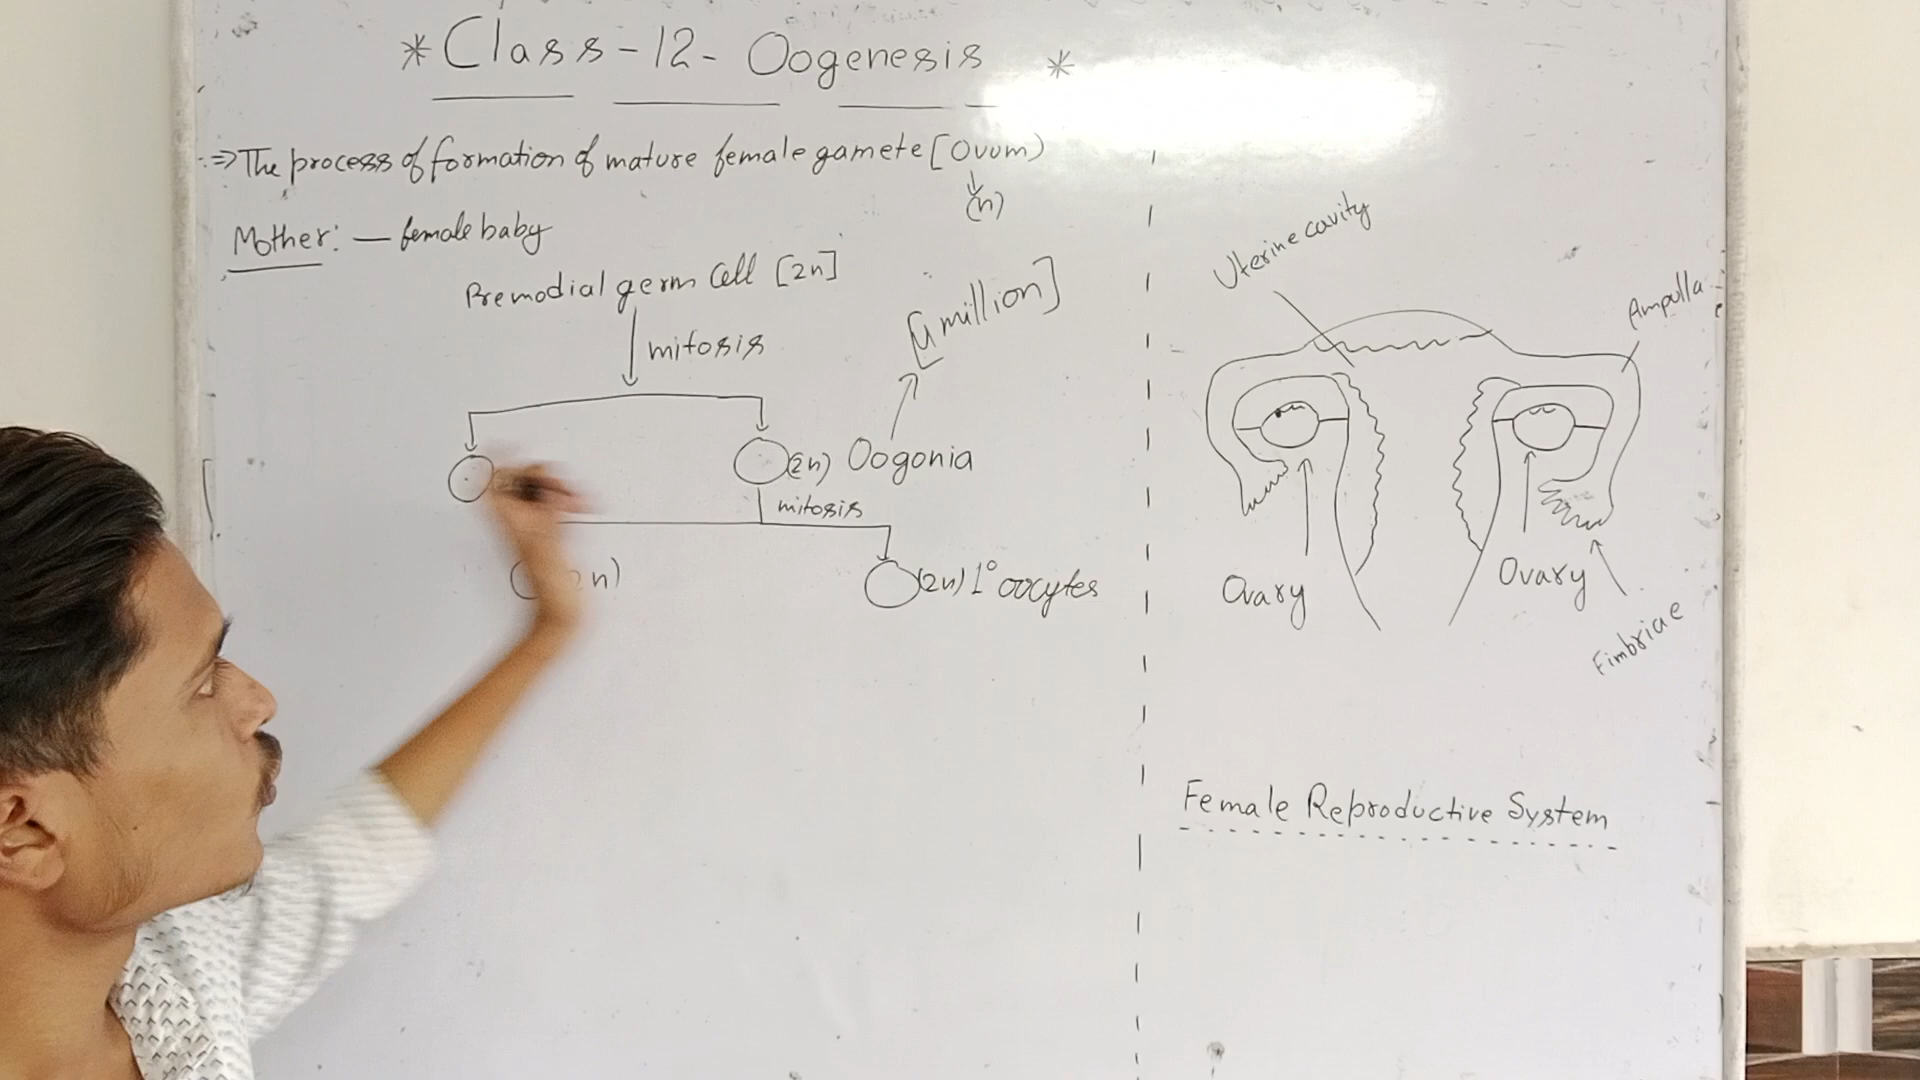 * Class-12- Oogenesis *
⇒ The process of formation of mature female gamete [Ovum)
(n)
Mother: — female baby
Premodial germ Cell [2n]
mitosis
[4 million]
(2n) Oogonia
mitosis
n)
(2n) 1° oocytes
Uterine cavity
Ampulla
Ovary
Ovary
Fimbriae
Female Reproductive System